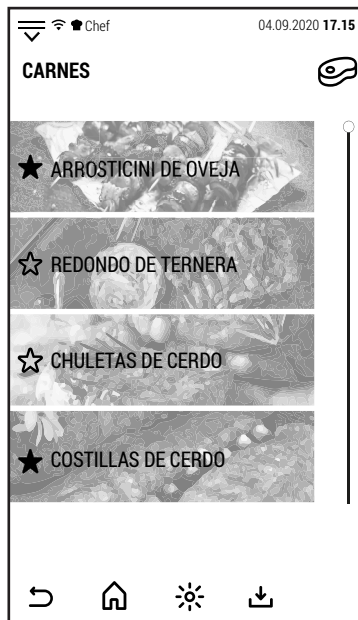 Chef 04.09.2020 17.15
CARNES
ARROSTICINI DE OVEJA
REDONDO DE TERNERA
CHULETAS DE CERDO
COSTILLAS DE CERDO